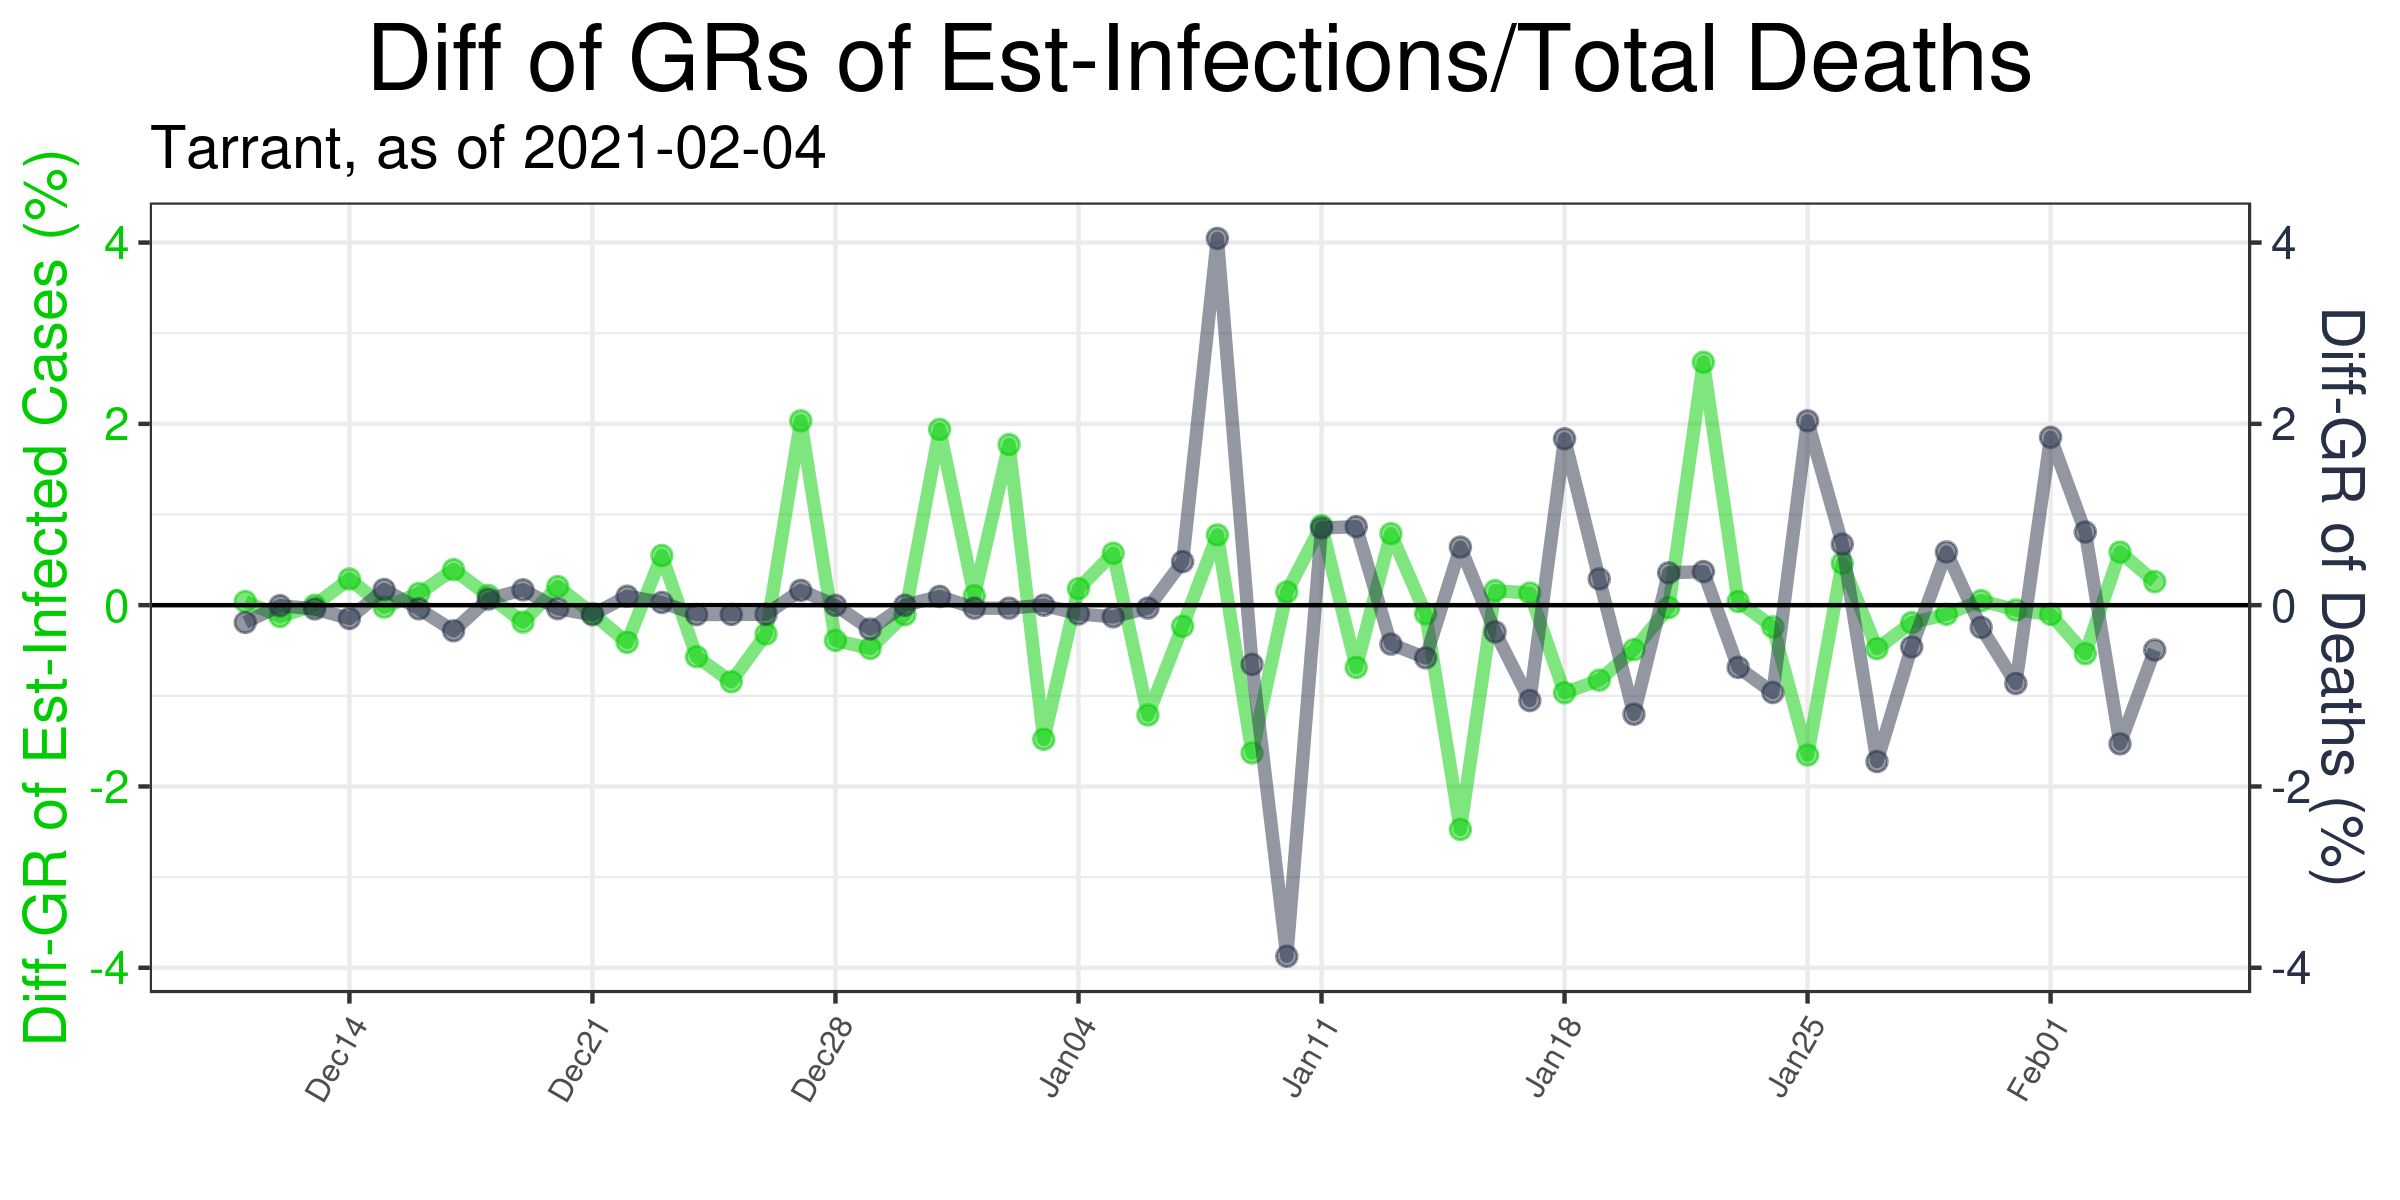 Diff of GRs of Est-Infections/Total Deaths
Tarrant, as of 2021-02-04
Diff-GR of Est-Infected Cases (%)
4
2
0
-2
-4
4
2
0
-2
-4
Diff-GR of Deaths (%)
Dec14
Dec21
Dec28
Jan04
Jan11
Jan18
Jan25
Feb01